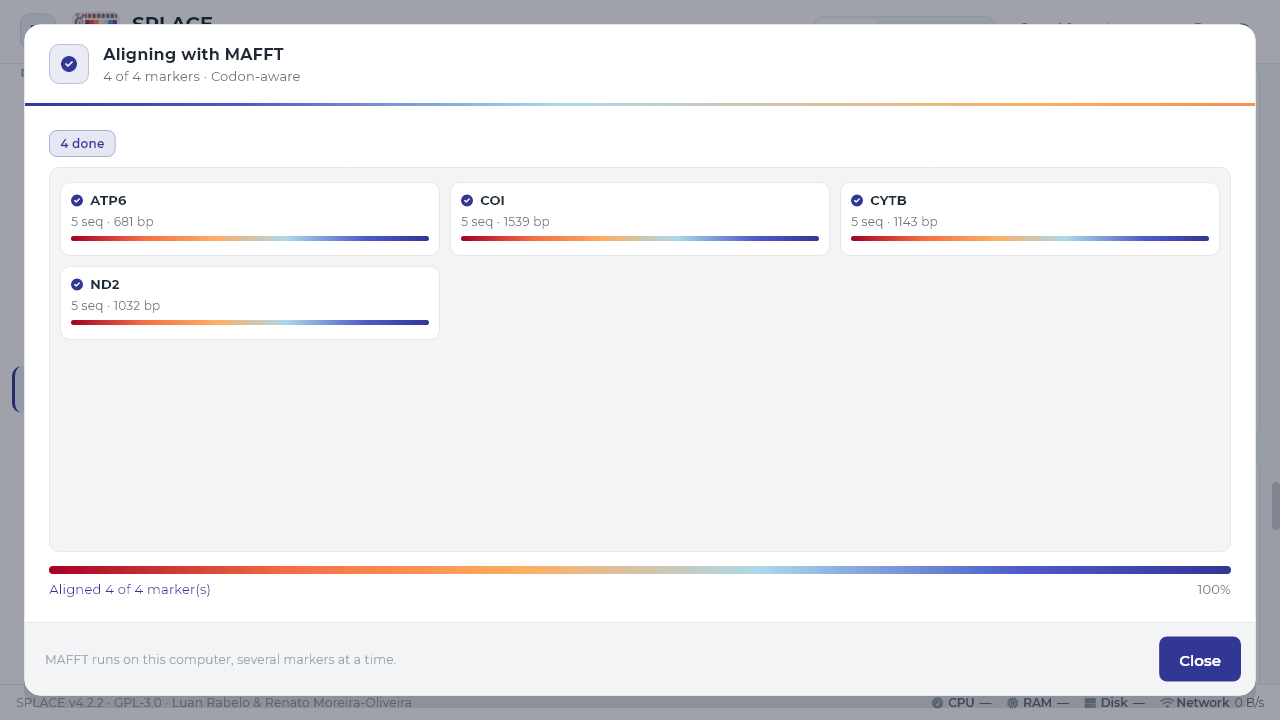 SPLACE
Aligning with MAFFT
4 of 4 markers · Codon-aware
4 done
ATP6
5 seq · 681 bp
COI
5 seq · 1539 bp
CYTB
5 seq · 1143 bp
ND2
5 seq · 1032 bp
Aligned 4 of 4 marker(s)
100%
MAFFT runs on this computer, several markers at a time.
Close
SPLACE v4.2.2 · GPL-3.0 · Luan Rabelo & Renato Moreira-Oliveira
CPU — RAM — Disk — Network 0 B/s